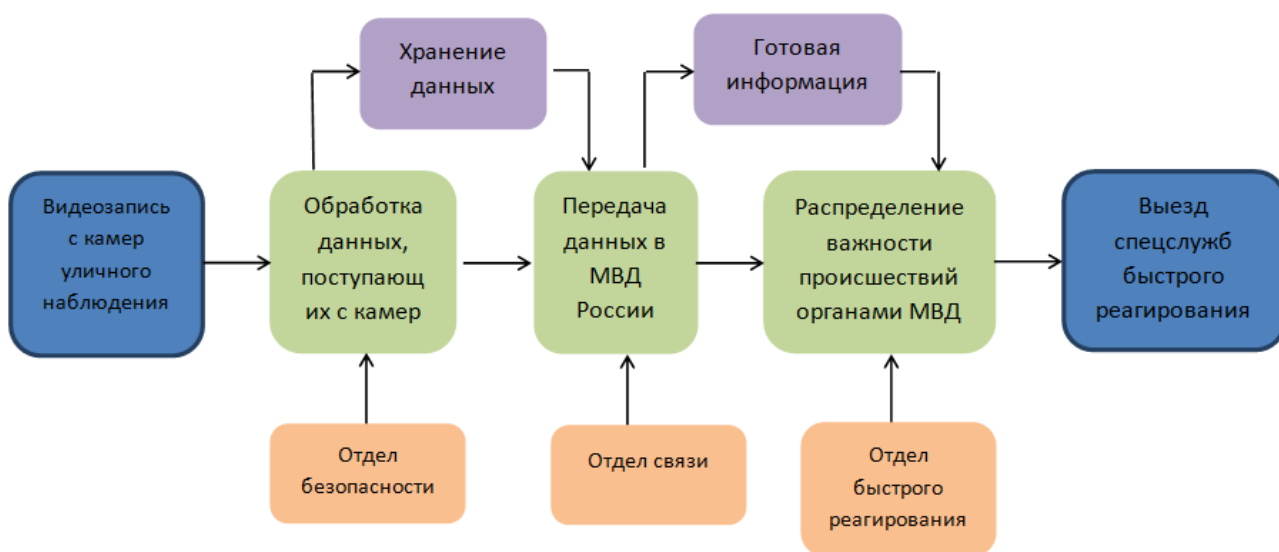 Хранение
данных
Готовая
информация
Видеозапись
с камер
уличного
наблюдения
Обработка
данных,
поступающ
их с камер
Передача
данных в
МВД
России
Распределение
важности
происшествий
органами МВД
Выезд
спецслужб
быстрого
реагирования
Отдел
безопасности
Отдел связи
Отдел
быстрого
реагирования